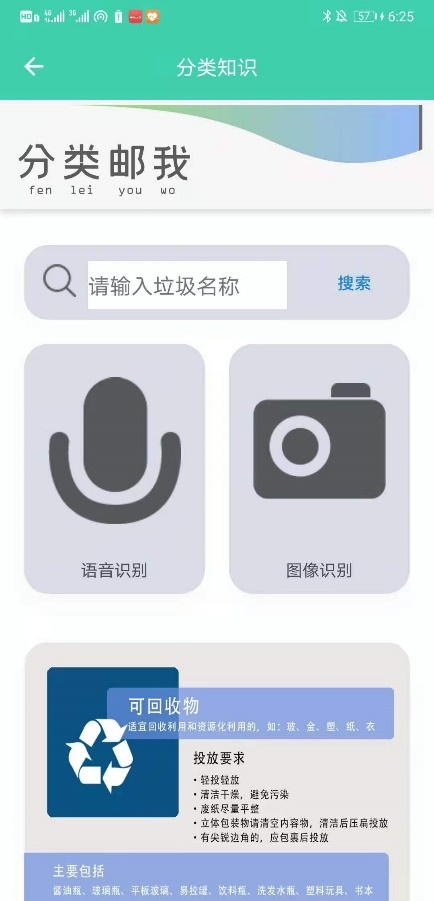 HD 4G 3G 57 6:25
分类知识
分类邮我
fen lei you wo
请输入垃圾名称
搜索
语音识别
图像识别
可回收物
适宜回收利用和资源化利用的，如：玻、金、塑、纸、衣
投放要求
• 轻投轻放
• 清洁干燥，避免污染
• 废纸尽量平整
• 立体包装物请清空内容物，清洁后压扁投放
• 有尖锐边角的，应包裹后投放
主要包括
酱油瓶、玻璃瓶、平板玻璃、易拉罐、饮料瓶、洗发水瓶、塑料玩具、书本